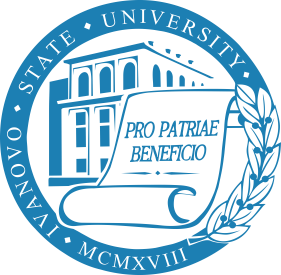 IVANOVO • STATE • UNIVERSITY •
PRO PATRIAE
BENEFICIO
• MCMXVIII